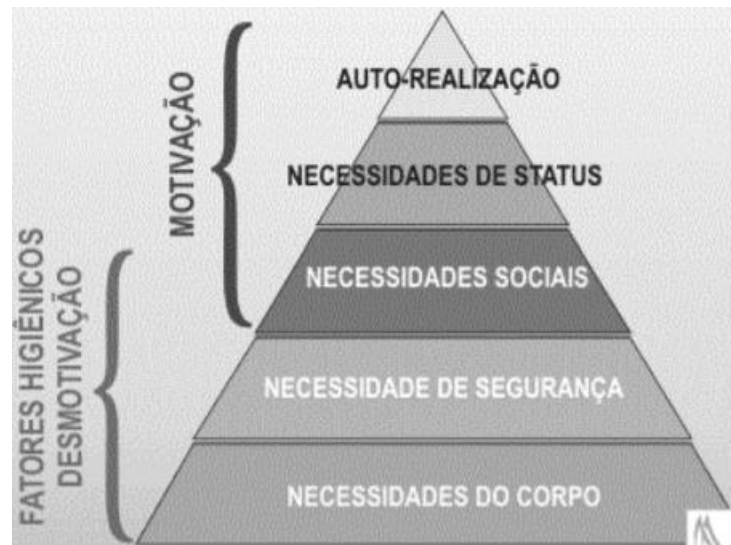 AUTO-REALIZAÇÃO
NECESSIDADES DE STATUS
NECESSIDADES SOCIAIS
NECESSIDADE DE SEGURANÇA
NECESSIDADES DO CORPO
MOTIVAÇÃO
FATORES HIGIÊNICOS
DESMOTIVAÇÃO